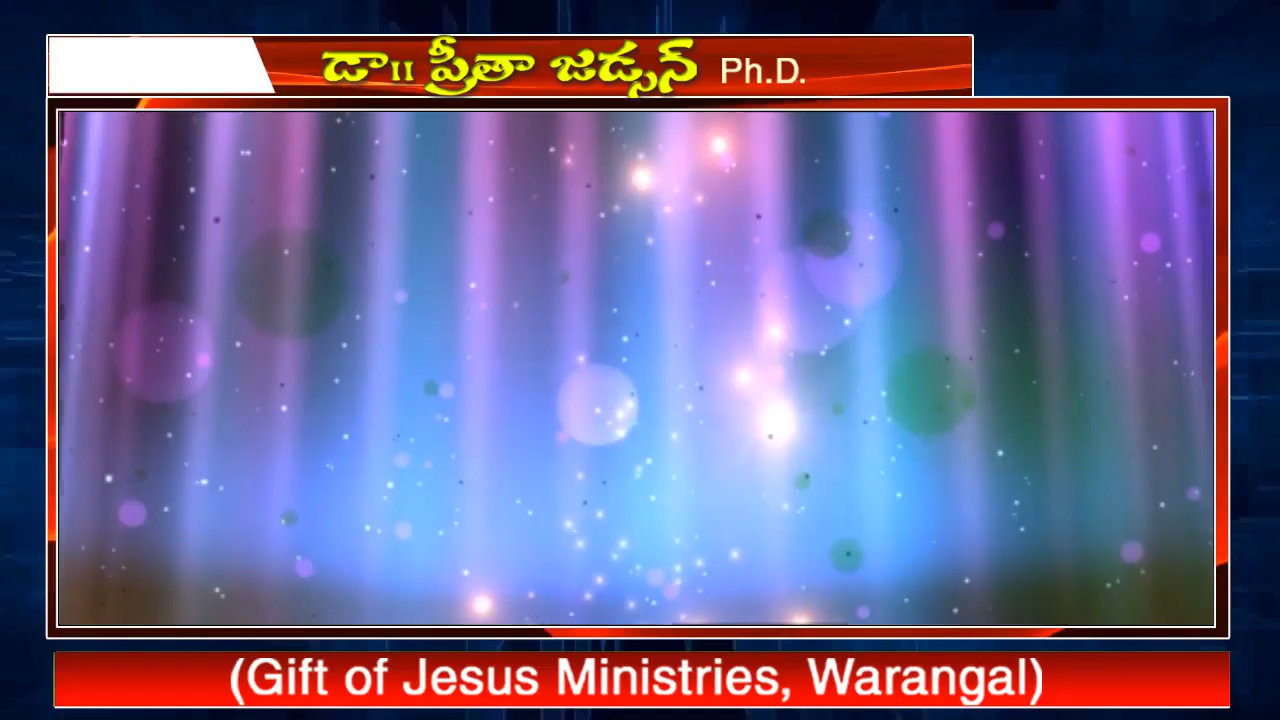 డా॥ ప్రీతా జడ్సన్ Ph.D.
(Gift of Jesus Ministries, Warangal)